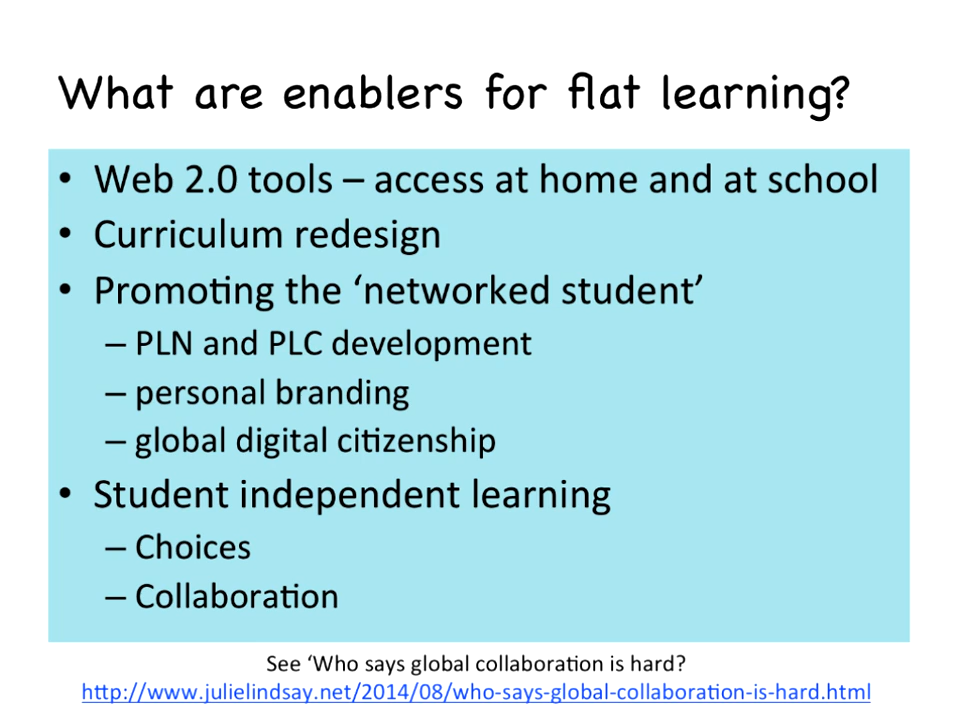 What are enablers for flat learning?
• Web 2.0 tools – access at home and at school
• Curriculum redesign
• Promoting the ‘networked student’
– PLN and PLC development
– personal branding
– global digital citizenship
• Student independent learning
– Choices
– Collaboration
See ‘Who says global collaboration is hard?
http://www.julielindsay.net/2014/08/who-says-global-collaboration-is-hard.html